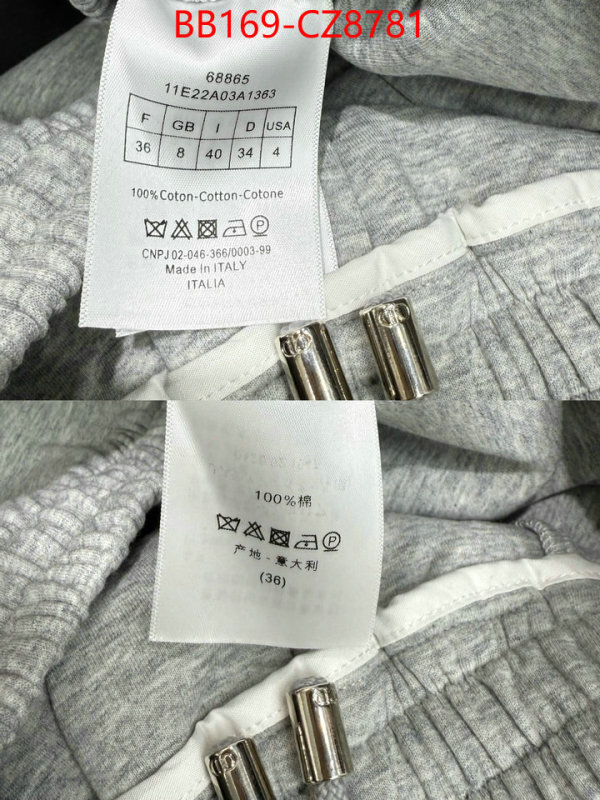 BB169-CZ8781
68865
11E22A03A1363
F GB I D USA
36 8 40 34 4
100%Coton-Cotton-Cotone
CNPJ 02-046-366/0003-99
Made In ITALY
ITALIA
100%棉
产地-意大利
(36)